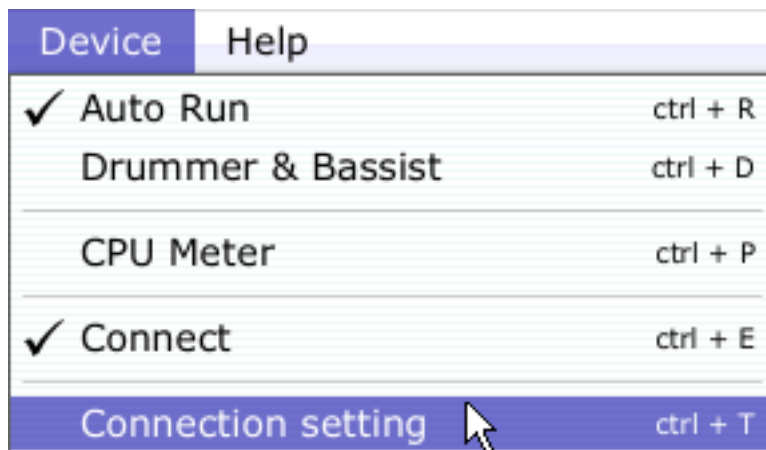 Device Help
✓ Auto Run ctrl + R
Drummer & Bassist ctrl + D
CPU Meter ctrl + P
✓ Connect ctrl + E
Connection setting ctrl + T